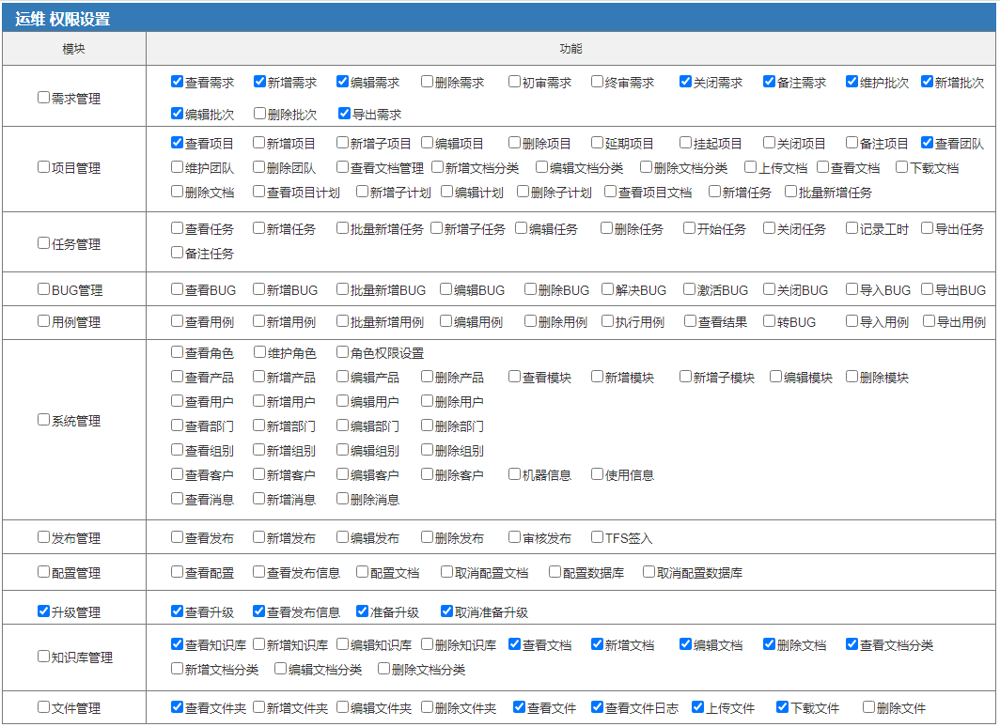 运维 权限设置
模块 功能
需求管理
查看需求 新增需求 编辑需求 删除需求 初审需求 终审需求 关闭需求 备注需求 维护批次 新增批次
编辑批次 删除批次 导出需求
项目管理
查看项目 新增项目 新增子项目 编辑项目 删除项目 延期项目 挂起项目 关闭项目 备注项目 查看团队
维护团队 删除团队 查看文档管理 新增文档分类 编辑文档分类 删除文档分类 上传文档 查看文档 下载文档
删除文档 查看项目计划 新增子计划 编辑计划 删除子计划 查看项目文档 新增任务 批量新增任务
任务管理
查看任务 新增任务 批量新增任务 新增子任务 编辑任务 删除任务 开始任务 关闭任务 记录工时 导出任务
备注任务
BUG管理 查看BUG 新增BUG 批量新增BUG 编辑BUG 删除BUG 解决BUG 激活BUG 关闭BUG 导入BUG 导出BUG
用例管理 查看用例 新增用例 批量新增用例 编辑用例 删除用例 执行用例 查看结果 转BUG 导入用例 导出用例
系统管理
查看角色 维护角色 角色权限设置
查看产品 新增产品 编辑产品 删除产品 查看模块 新增模块 新增子模块 编辑模块 删除模块
查看用户 新增用户 编辑用户 删除用户
查看部门 新增部门 编辑部门 删除部门
查看组别 新增组别 编辑组别 删除组别
查看客户 新增客户 编辑客户 删除客户 机器信息 使用信息
查看消息 新增消息 删除消息
发布管理 查看发布 新增发布 编辑发布 删除发布 审核发布 TFS签入
配置管理 查看配置 查看发布信息 配置文档 取消配置文档 配置数据库 取消配置数据库
升级管理 查看升级 查看发布信息 准备升级 取消准备升级
知识库管理
查看知识库 新增知识库 编辑知识库 删除知识库 查看文档 新增文档 编辑文档 删除文档 查看文档分类
新增文档分类 编辑文档分类 删除文档分类
文件管理 查看文件夹 新增文件夹 编辑文件夹 删除文件夹 查看文件 查看文件日志 上传文件 下载文件 删除文件